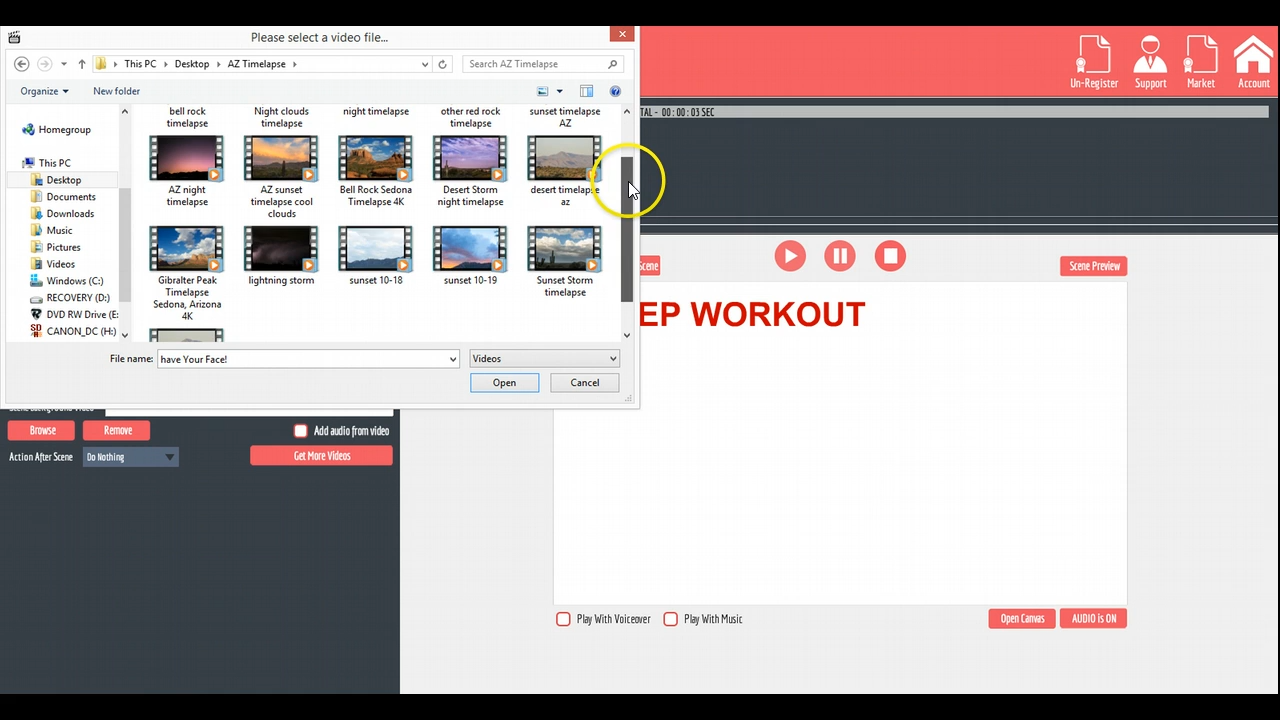 Please select a video file...
This PC
Desktop
AZ Timelapse
Search AZ Timelapse
Organize
New folder
Homegroup
This PC
Desktop
Documents
Downloads
Music
Pictures
Videos
Windows (C:)
RECOVERY (D:)
DVD RW Drive (E:
CANON_DC (H:)
bell rock
timelapse
Night clouds
timelapse
night timelapse
other red rock
timelapse
sunset timelapse
AZ
AZ night
timelapse
AZ sunset
timelapse cool
clouds
Bell Rock Sedona
Timelapse 4K
Desert Storm
night timelapse
desert timelapse
az
Gibralter Peak
Timelapse
Sedona, Arizona
4K
lightning storm
sunset 10-18
sunset 10-19
Sunset Storm
timelapse
File name:
have Your Face!
Videos
Open
Cancel
Un-Register
Support
Market
Account
TAL - 00:00:03 SEC
Scene
Scene Preview
EP WORKOUT
Browse
Remove
Add audio from video
Action After Scene
Do Nothing
Get More Videos
Play With Voiceover
Play With Music
Open Canvas
AUDIO is ON